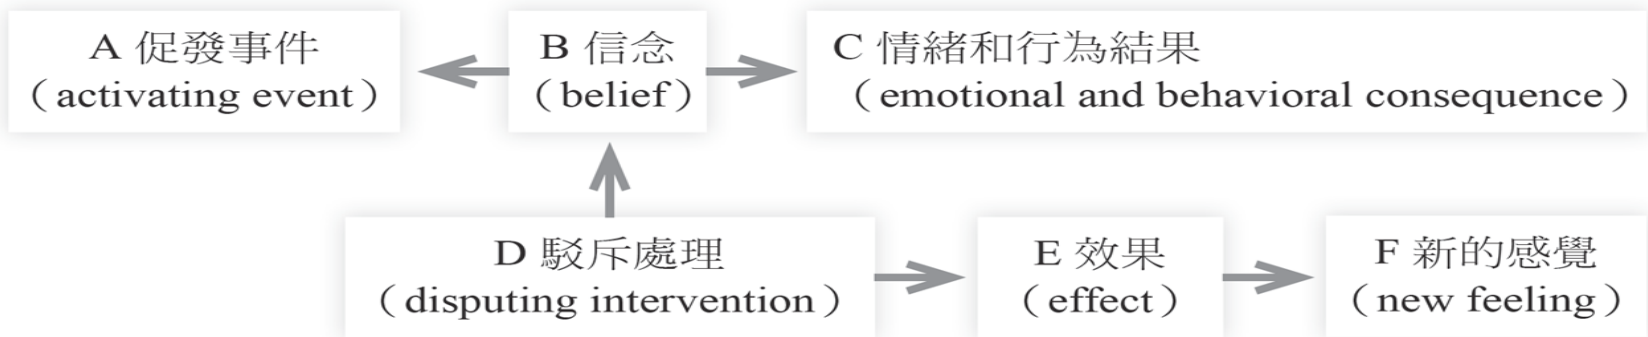 A 促發事件
（activating event）
B 信念
（belief）
C 情緒和行為結果
（emotional and behavioral consequence）
D 駁斥處理
（disputing intervention）
E 效果
（effect）
F 新的感覺
（new feeling）